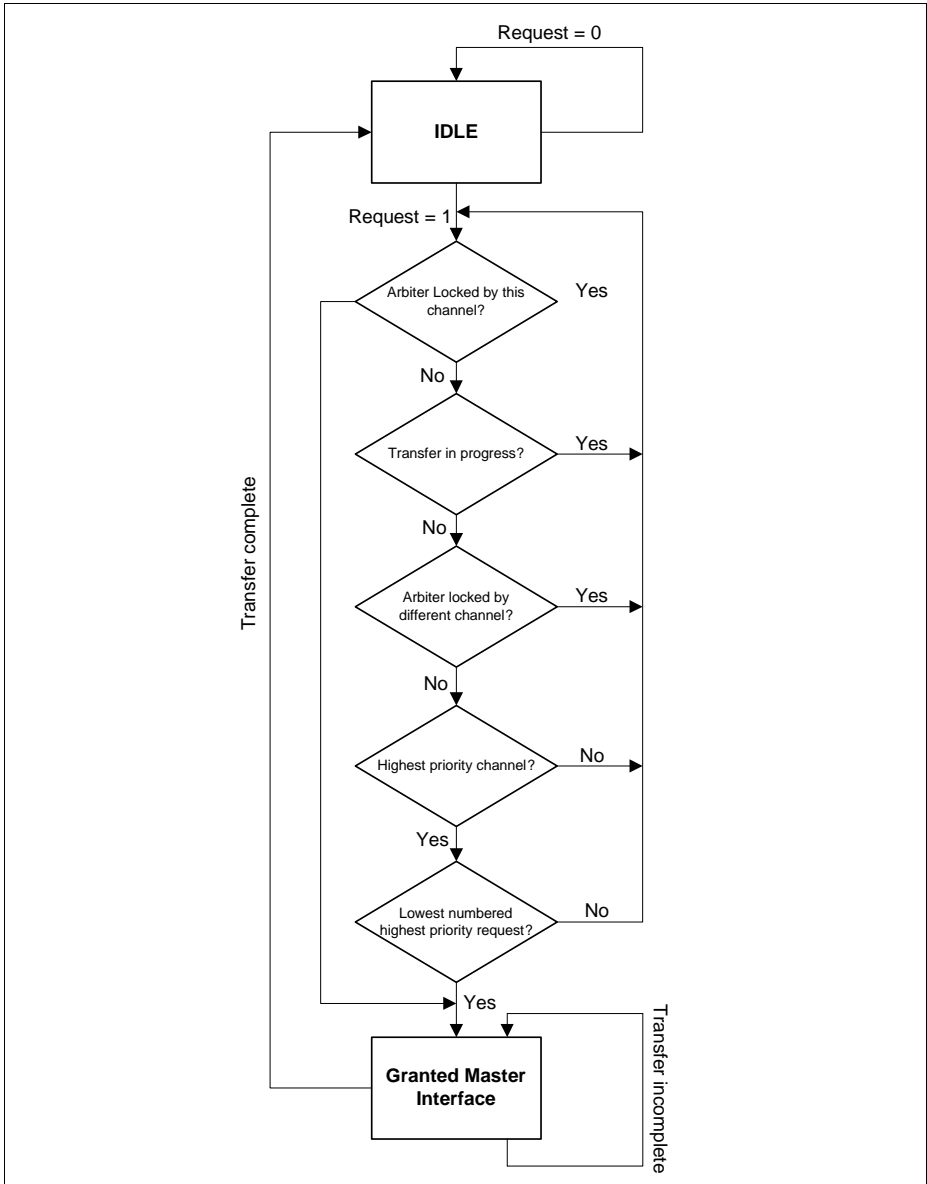 Request = 0
IDLE
Request = 1
Arbiter Locked by this
channel?
Yes
No
Transfer in progress?
Yes
No
Arbiter locked by
different channel?
Yes
No
Highest priority channel?
No
Yes
Lowest numbered
highest priority request?
No
Yes
Granted Master
Interface
Transfer complete
Transfer incomplete